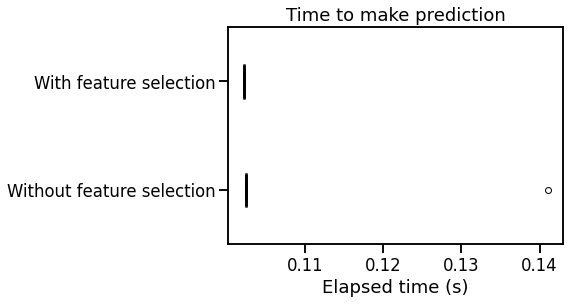 Time to make prediction
With feature selection
Without feature selection
0.11 0.12 0.13 0.14
Elapsed time (s)